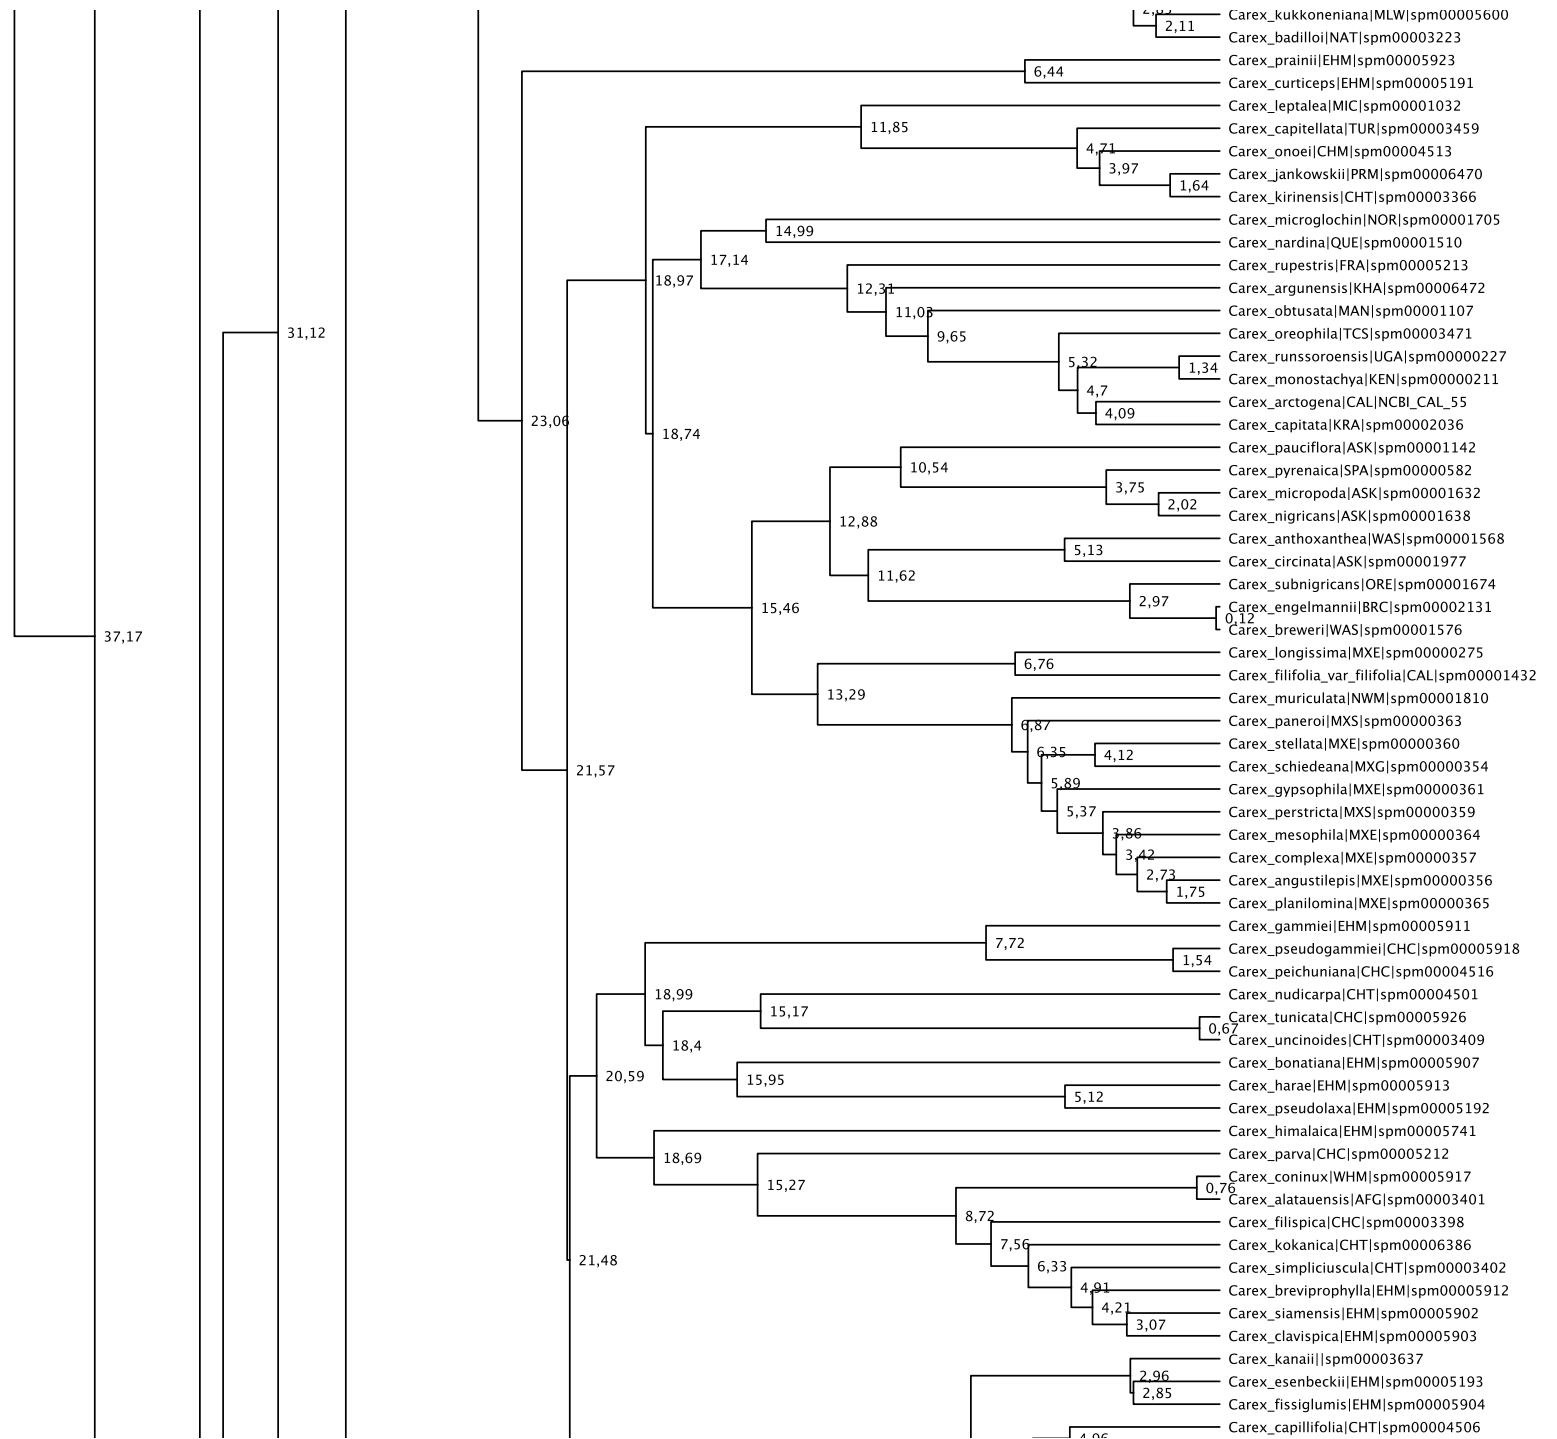 Carex_kukkoneniana|MLW|spm00005600
2,11
Carex_badilloi|NAT|spm00003223
Carex_prainii|EHM|spm00005923
6,44
Carex_curticeps|EHM|spm00005191
Carex_leptalea|MIC|spm00001032
11,85
Carex_capitellata|TUR|spm00003459
4,71
Carex_onoei|CHM|spm00004513
3,97
Carex_jankowskii|PRM|spm00006470
1,64
Carex_kirinensis|CHT|spm00003366
Carex_microglochin|NOR|spm00001705
14,99
Carex_nardina|QUE|spm00001510
17,14
Carex_rupestris|FRA|spm00005213
18,97
12,31
Carex_argunensis|KHA|spm00006472
11,03
Carex_obtusata|MAN|spm00001107
31,12
9,65
Carex_oreophila|TCS|spm00003471
5,32
Carex_runssoroensis|UGA|spm00000227
1,34
Carex_monostachya|KEN|spm00000211
4,7
Carex_arctogena|CAL|NCBI_CAL_55
4,09
Carex_capitata|KRA|spm00002036
23,06
18,74
Carex_pauciflora|ASK|spm00001142
10,54
Carex_pyrenaica|SPA|spm00000582
3,75
Carex_micropoda|ASK|spm00001632
2,02
Carex_nigricans|ASK|spm00001638
12,88
Carex_anthoxanthea|WAS|spm00001568
5,13
Carex_circinata|ASK|spm00001977
11,62
Carex_subnigricans|ORE|spm00001674
2,97
Carex_engelmannii|BRC|spm00002131
15,46
0,12
Carex_breweri|WAS|spm00001576
37,17
Carex_longissima|MXE|spm00000275
6,76
Carex_filifolia_var_filifolia|CAL|spm00001432
13,29
Carex_muriculata|NWM|spm00001810
6,87
Carex_paneroi|MXS|spm00000363
6,35
Carex_stellata|MXE|spm00000360
4,12
Carex_schiedeana|MXG|spm00000354
21,57
5,89
Carex_gypsophila|MXE|spm00000361
5,37
Carex_perstricta|MXS|spm00000359
3,86
Carex_mesophila|MXE|spm00000364
3,42
Carex_complexa|MXE|spm00000357
2,73
Carex_angustilepis|MXE|spm00000356
1,75
Carex_planilomina|MXE|spm00000365
Carex_gammiei|EHM|spm00005911
7,72
Carex_pseudogammiei|CHC|spm00005918
1,54
Carex_peichuniana|CHC|spm00004516
18,99
Carex_nudicarpa|CHT|spm00004501
15,17
Carex_tunicata|CHC|spm00005926
0,67
Carex_uncinoides|CHT|spm00003409
18,4
Carex_bonatiana|EHM|spm00005907
20,59
15,95
Carex_harae|EHM|spm00005913
5,12
Carex_pseudolaxa|EHM|spm00005192
Carex_himalaica|EHM|spm00005741
18,69
Carex_parva|CHC|spm00005212
15,27
Carex_coninux|WHM|spm00005917
0,76
Carex_alatauensis|AFG|spm00003401
8,72
Carex_filispica|CHC|spm00003398
7,56
Carex_kokanica|CHT|spm00006386
21,48
6,33
Carex_simpliciuscula|CHT|spm00003402
4,91
Carex_breviprophylla|EHM|spm00005912
4,21
Carex_siamensis|EHM|spm00005902
3,07
Carex_clavispica|EHM|spm00005903
Carex_kanaii||spm00003637
2,96
Carex_esenbeckii|EHM|spm00005193
2,85
Carex_fissiglumis|EHM|spm00005904
Carex_capillifolia|CHT|spm00004506